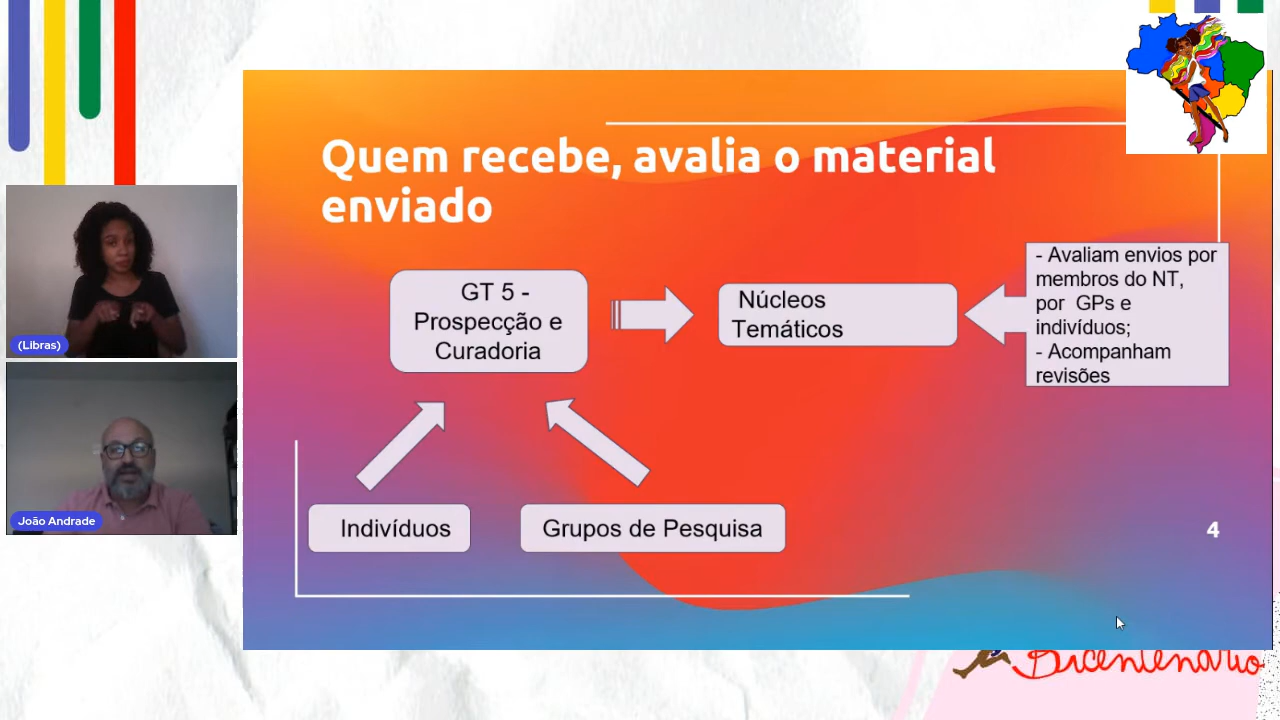 Quem recebe, avalia o material
enviado
GT 5 -
Prospecção e
Curadoria
Núcleos
Temáticos
- Avaliam envios por
membros do NT,
por GPs e
indivíduos;
- Acompanham
revisões
Indivíduos
Grupos de Pesquisa
4
(Libras)
João Andrade
Bicentenário